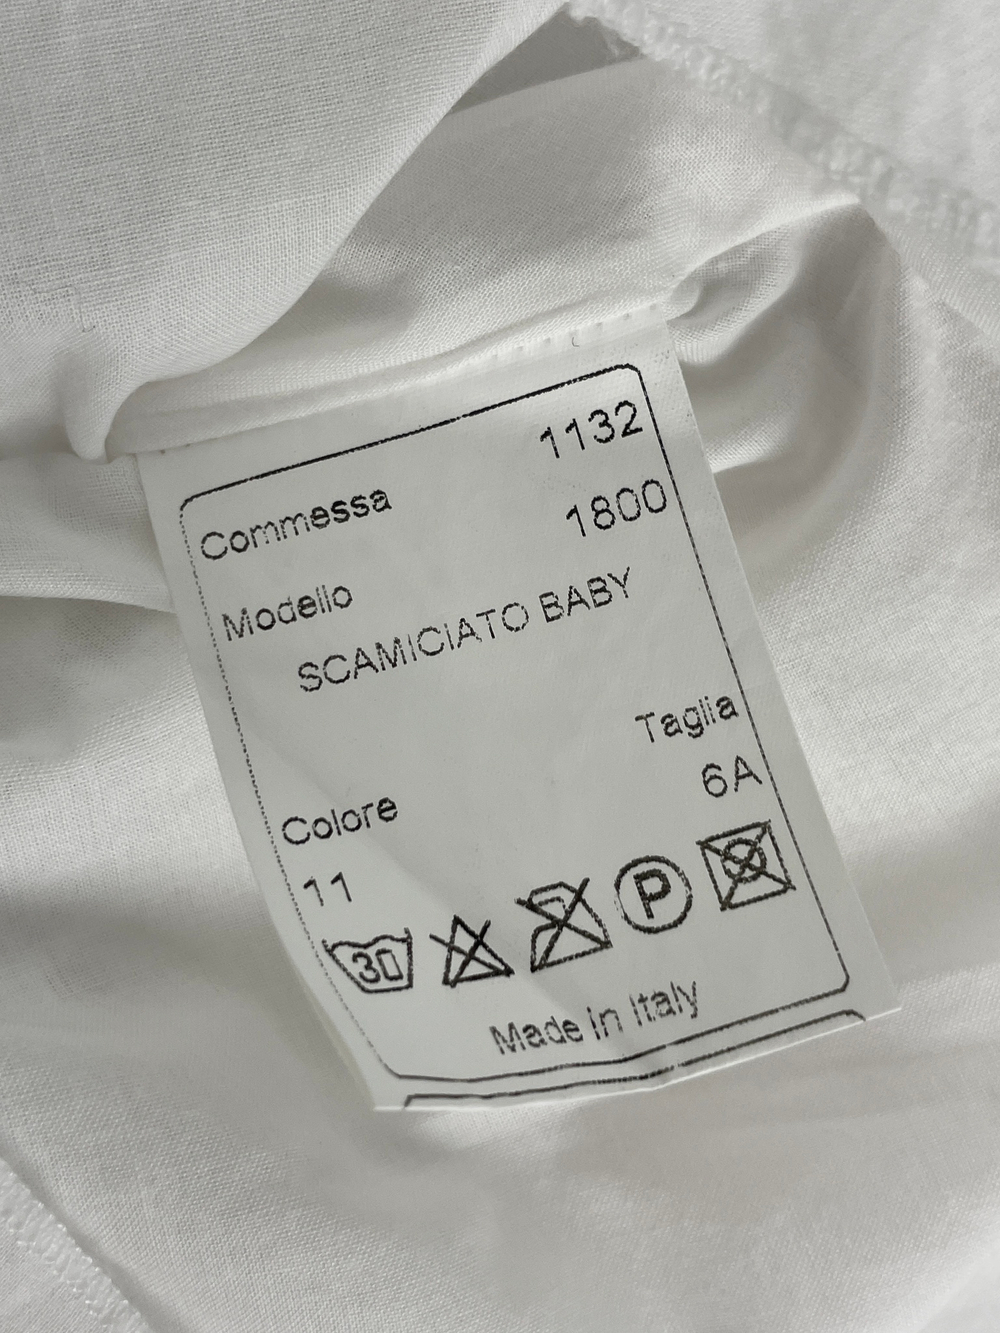 Commessa 1132
Modello 1800
SCAMICIATO BABY
Taglia
Colore 6A
11
30 P
Made in Italy